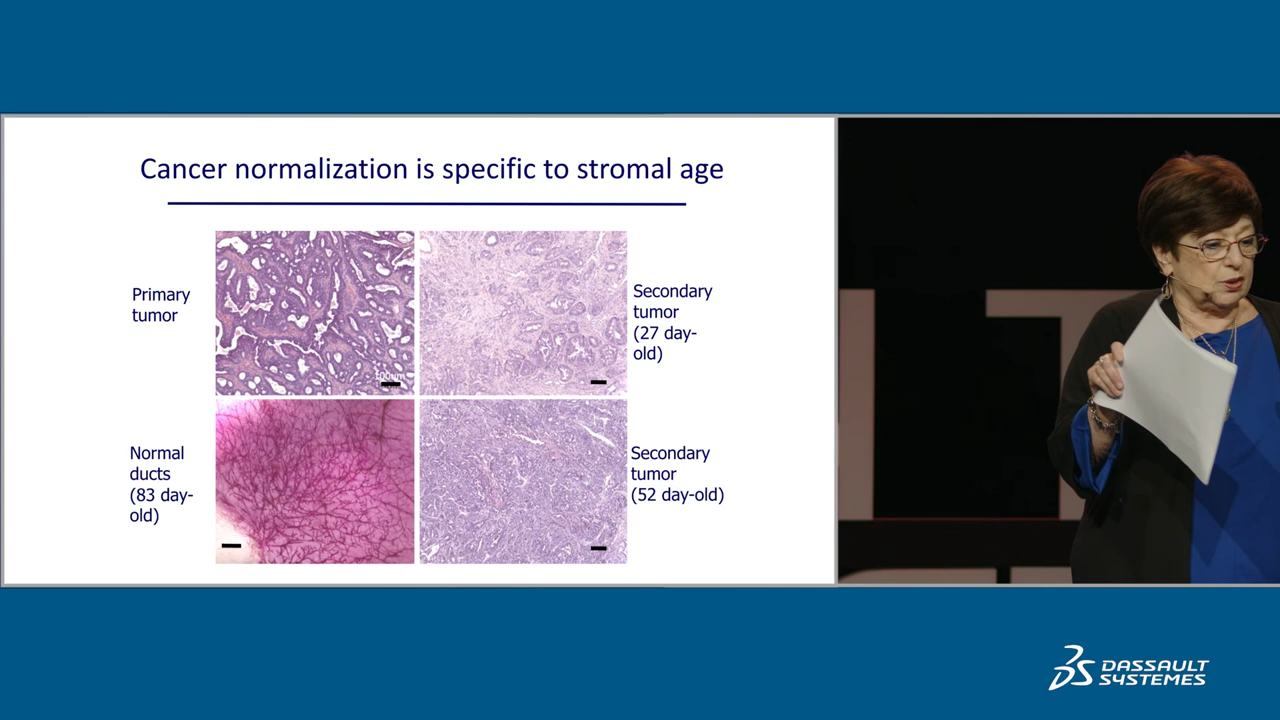 Cancer normalization is specific to stromal age
Primary
tumor
100um
Secondary
tumor
(27 day-
old)
Normal
ducts
(83 day-
old)
Secondary
tumor
(52 day-old)
DASSAULT
SYSTEMES